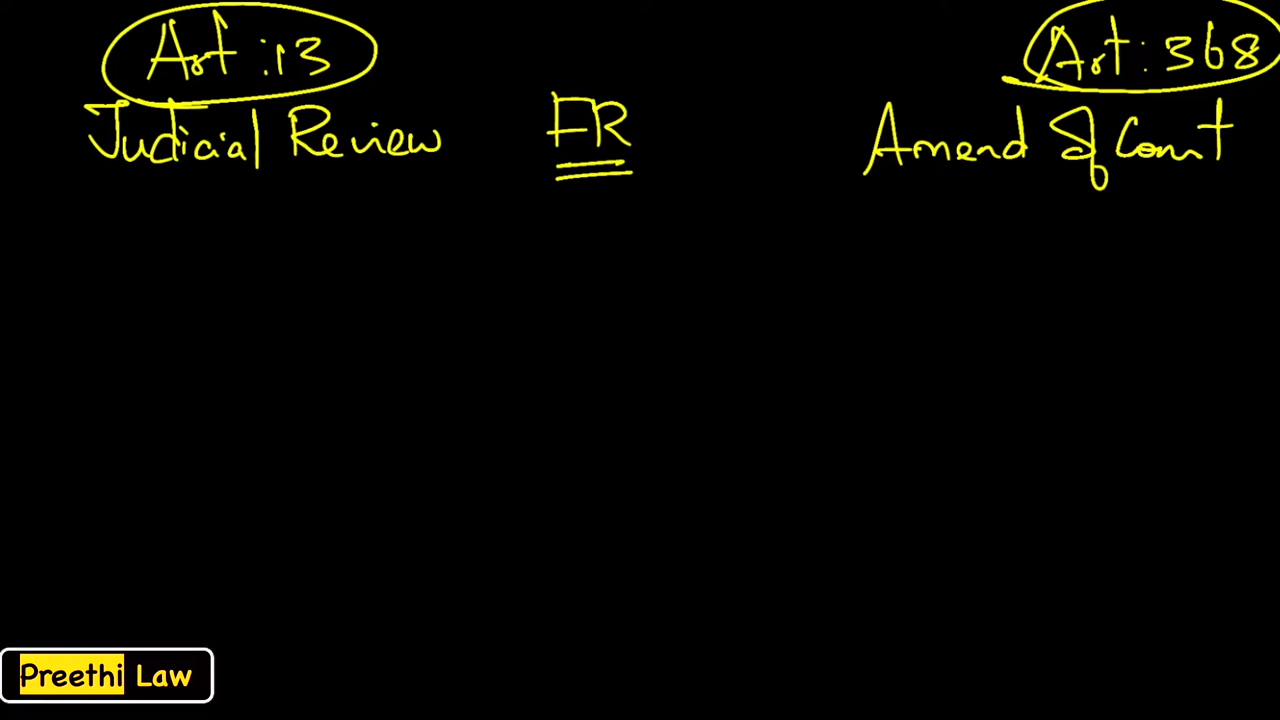 Art : 13
Art : 368
Judicial Review
FR
Amend of Const
Preethi Law